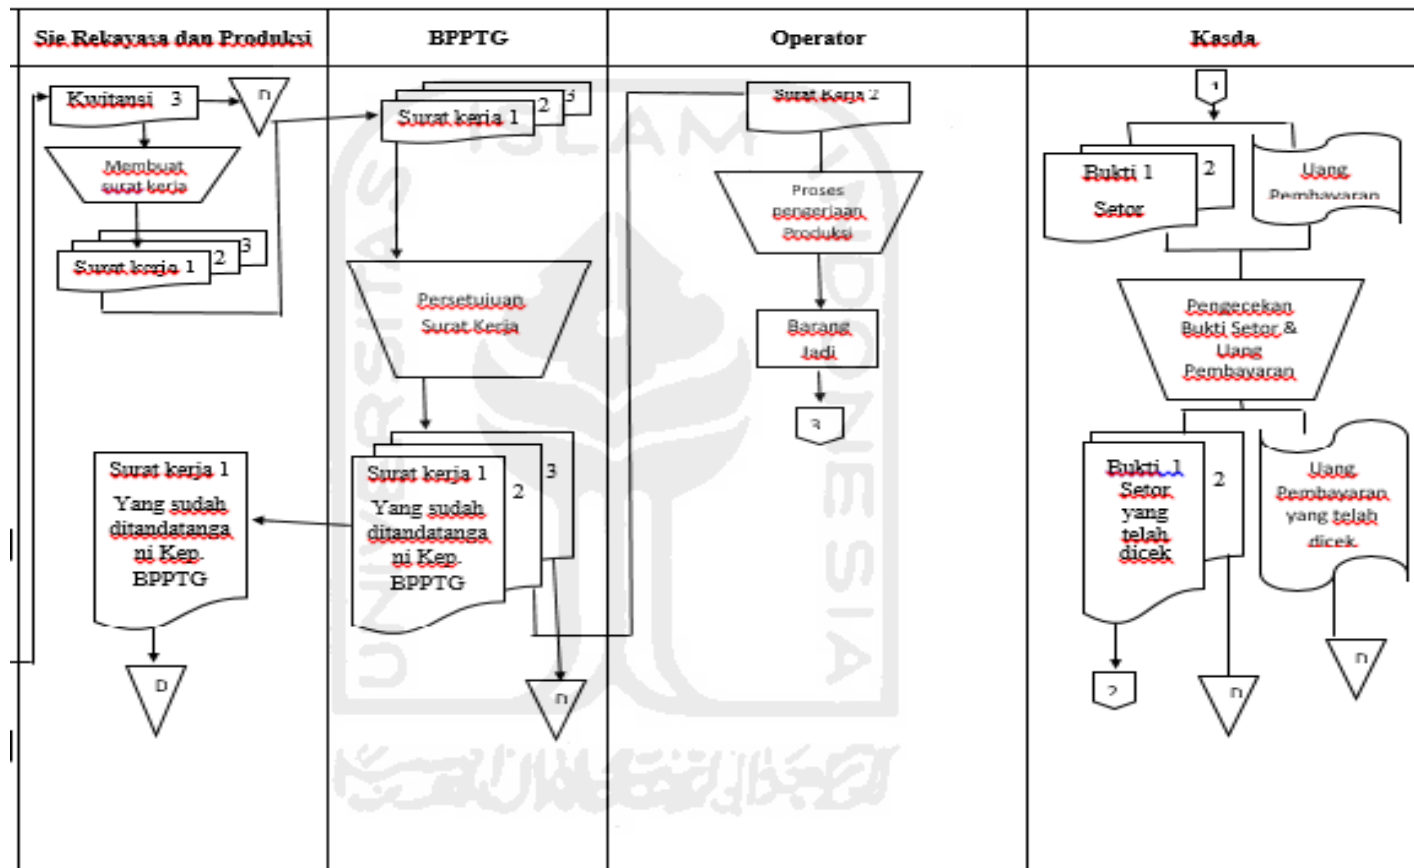 Sie Rekayasa dan Produksi
BPPTG
Operator
Kasda
Kwitansi 3
D
Membuat
surat kerja
Surat kerja 1
2
3
Surat kerja 1
Yang sudah
ditandatanga
ni Kep.
BPPTG
D
Surat kerja 1
2
3
Persetujuan
Surat Kerja
Surat kerja 1
2
3
Yang sudah
ditandatanga
ni Kep.
BPPTG
D
Surat Kerja 2
Proses
pengerjaan
Produksi
Barang
Jadi
3
1
Bukti 1
Setor
2
Uang
Pembayaran
Pengecekan
Bukti Setor &
Uang
Pembayaran
Bukti 1
Setor
yang
telah
dicek
2
Uang
Pembayaran
yang telah
dicek
2
D
D
UNIVERSITAS
ISLAM
INDONESIA